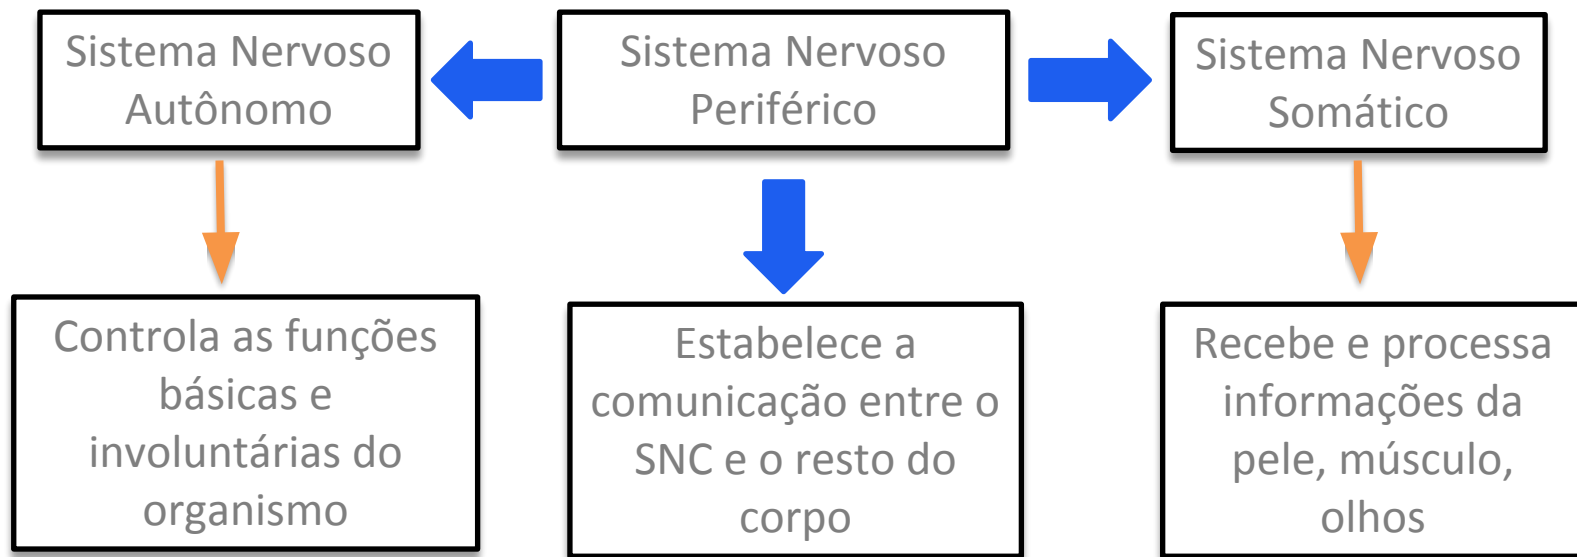 Sistema Nervoso
Autônomo
Sistema Nervoso
Periférico
Sistema Nervoso
Somático
Controla as funções
básicas e
involuntárias do
organismo
Estabelece a
comunicação entre o
SNC e o resto do
corpo
Recebe e processa
informações da
pele, músculo,
olhos